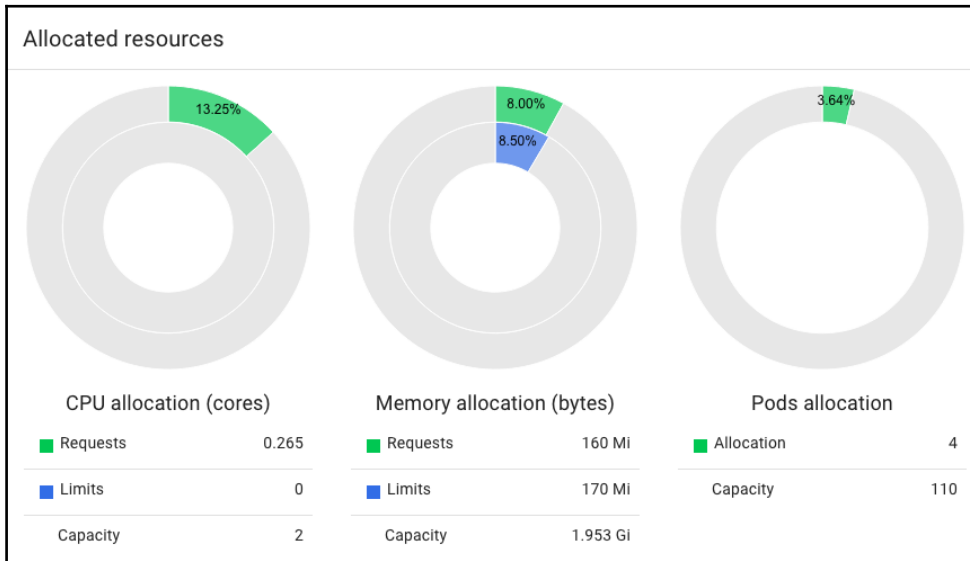 Allocated resources
13.25%
8.00%
8.50%
3.64%
CPU allocation (cores)
Requests 0.265
Limits 0
Capacity 2
Memory allocation (bytes)
Requests 160 Mi
Limits 170 Mi
Capacity 1.953 Gi
Pods allocation
Allocation 4
Capacity 110